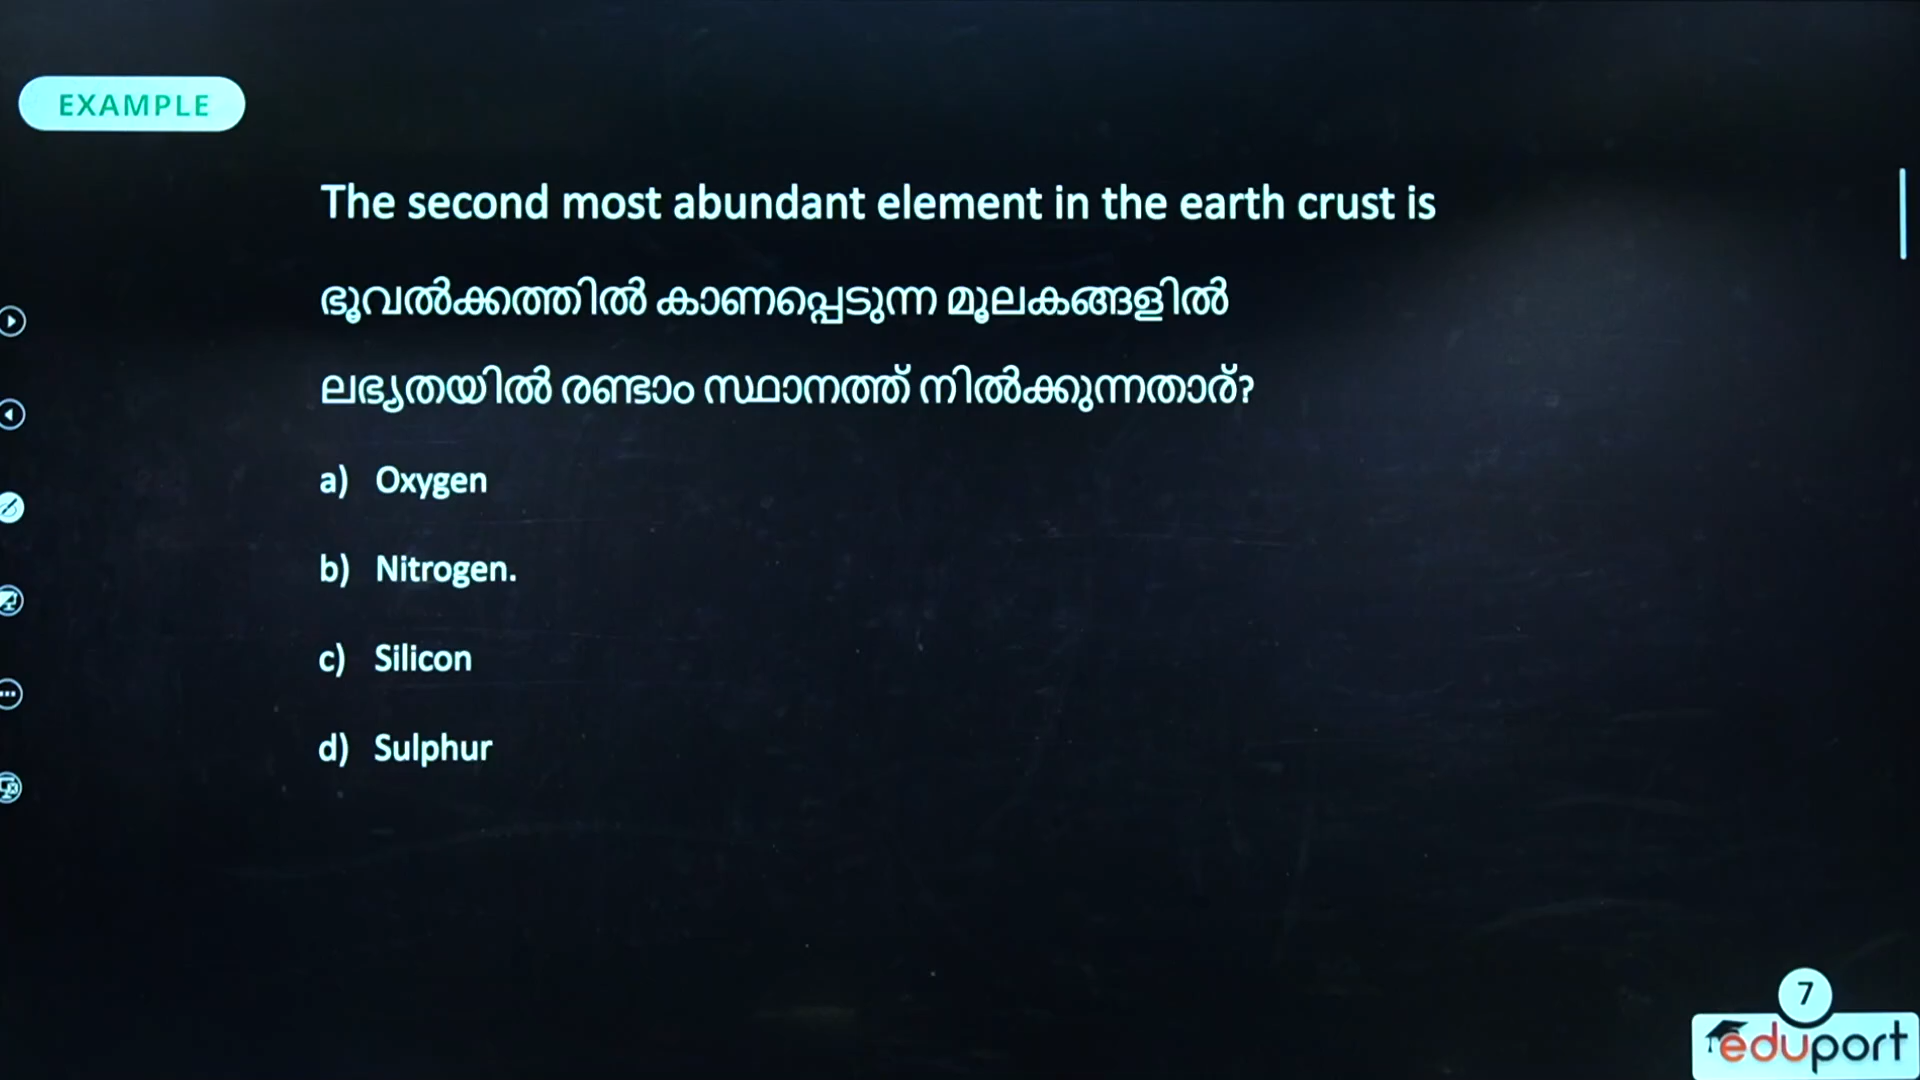 EXAMPLE
The second most abundant element in the earth crust is
ഭൂവൽക്കത്തിൽ കാണപ്പെടുന്ന മൂലകങ്ങളിൽ
ലഭ്യതയിൽ രണ്ടാം സ്ഥാനത്ത് നിൽക്കുന്നതാര്?
a) Oxygen
b) Nitrogen.
c) Silicon
d) Sulphur
7
eduport